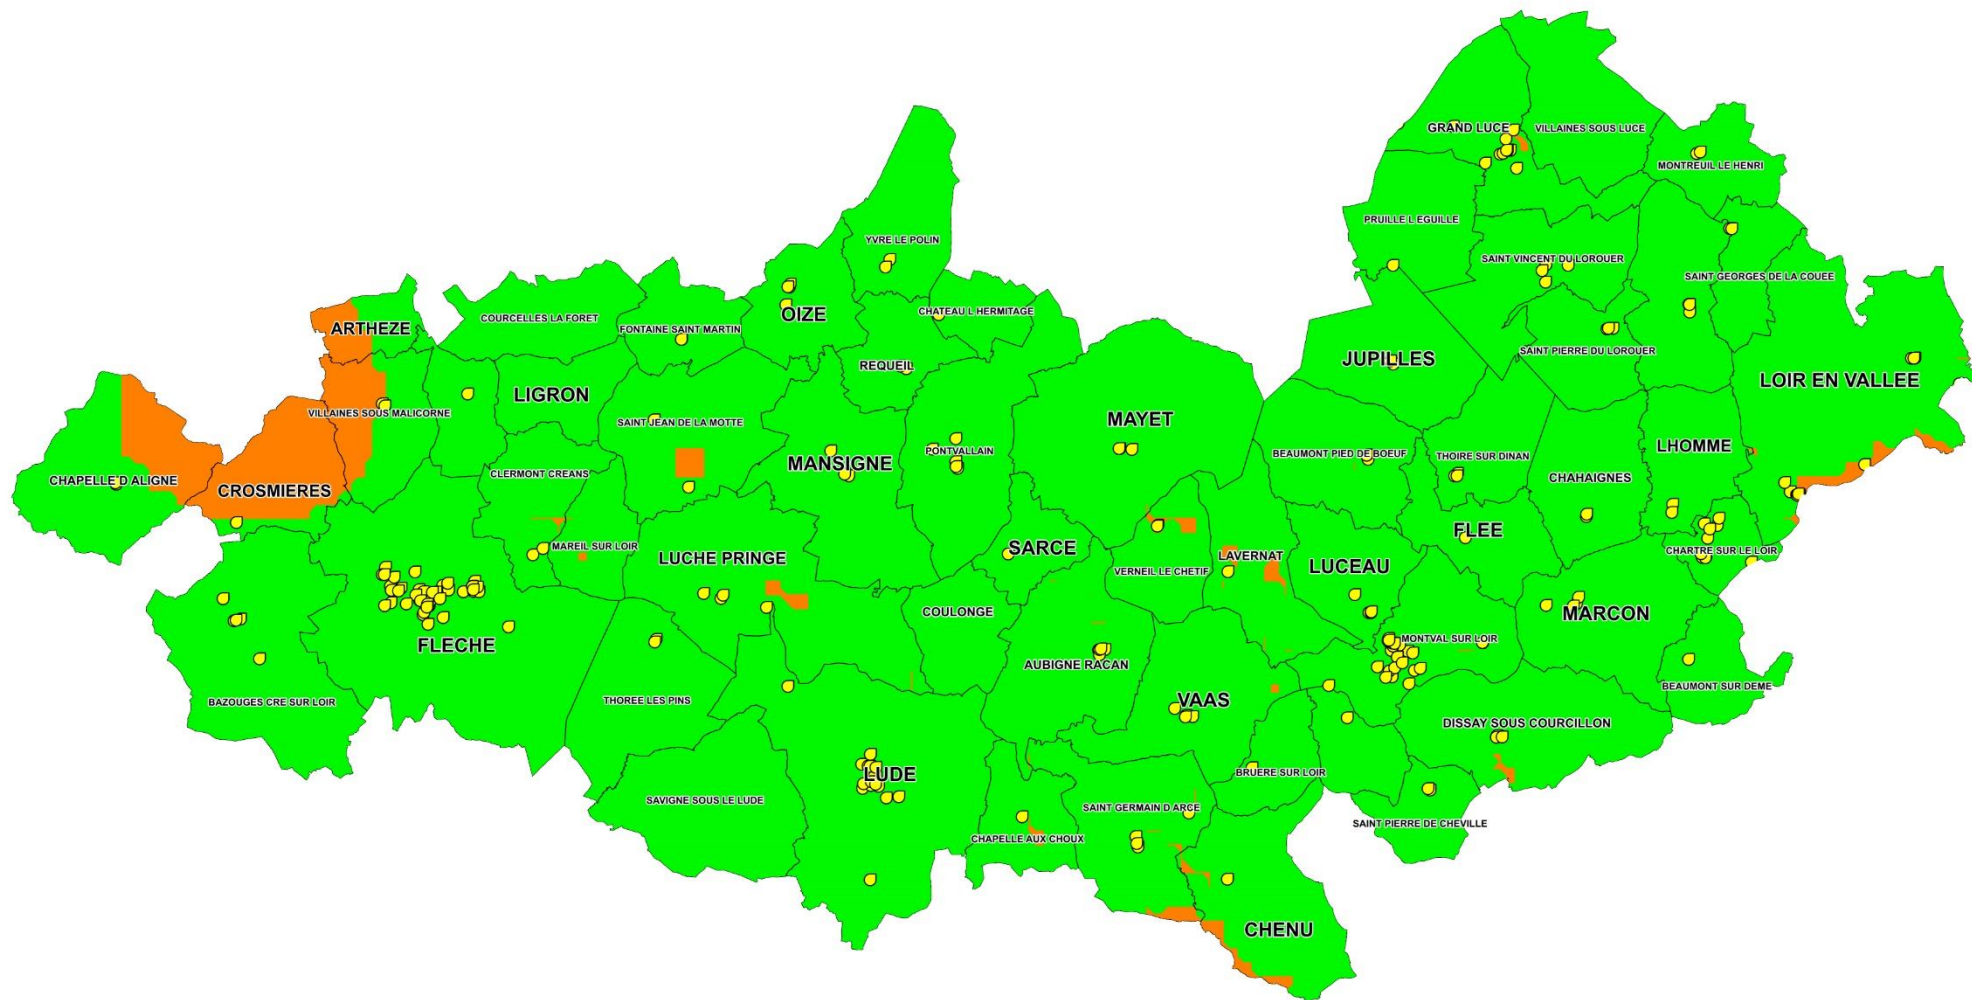 GRAND LUCE
VILLAINES SOUS LUCE
MONTREUIL LE HENRI
PRUILLE L EGUILLE
YVRE LE POLIN
SAINT VINCENT DU LOROUER
SAINT GEORGES DE LA COUEE
CHATEAU L HERMITAGE
OIZE
COURCELLES LA FORET
ARTHEZE
FONTAINE SAINT MARTIN
SAINT PIERRE DU LOROUER
JUPILLES
REQUEIL
LOIR EN VALLEE
LIGRON
VILLAINES SOUS MALICORNE
SAINT JEAN DE LA MOTTE
MAYET
LHOMME
PONTVALLAIN
BEAUMONT PIED DE BOEUF
THOIRE SUR DINAN
MANSIGNE
CLERMONT CREANS
CHAHAIGNES
CHAPELLE D ALIGNE
CROSMIERES
FLEE
MAREIL SUR LOIR
SARCE
CHARTRE SUR LE LOIR
LUCHE PRINGE
LAVERNAT
LUCEAU
VERNEIL LE CHETIF
COULONGE
MARCON
MONTVAL SUR LOIR
FLECHE
AUBIGNE RACAN
BEAUMONT SUR DEME
BAZOUGES CRE SUR LOIR
THOREE LES PINS
VAAS
DISSAY SOUS COURCILLON
LUDE
BRUERE SUR LOIR
SAVIGNE SOUS LE LUDE
SAINT GERMAIN D ARCE
SAINT PIERRE DE CHEVILLE
CHAPELLE AUX CHOUX
CHENU